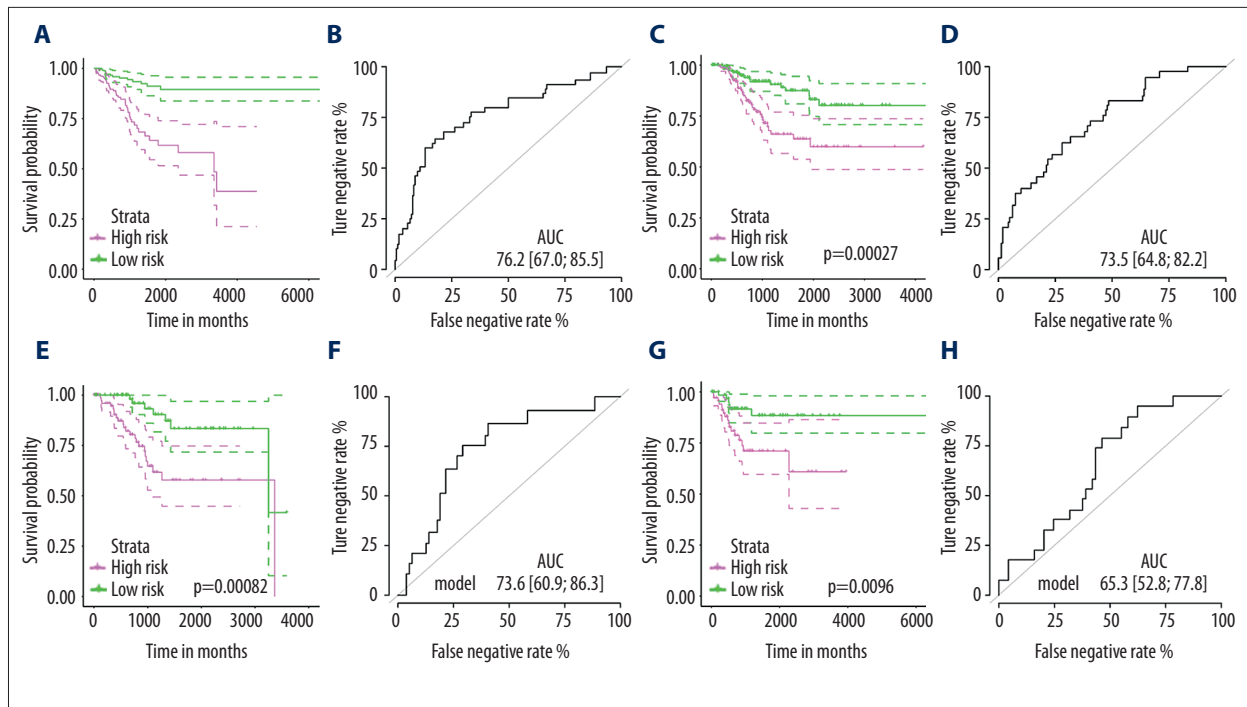 A
1.00
0.75
0.50
0.25
0.00
Survival probability
Strata
High risk
Low risk
0 2000 4000 6000
Time in months
B
100
75
50
25
0
Ture negative rate %
AUC
76.2 [67.0; 85.5]
0 25 50 75 100
False negative rate %
C
1.00
0.75
0.50
0.25
0.00
Survival probability
Strata
High risk
Low risk
p=0.00027
0 1000 2000 3000 4000
Time in months
D
100
75
50
25
0
Ture negative rate %
AUC
73.5 [64.8; 82.2]
0 25 50 75 100
False negative rate %
E
1.00
0.75
0.50
0.25
0.00
Survival probability
Strata
High risk
Low risk
p=0.00082
0 1000 2000 3000 4000
Time in months
F
100
75
50
25
0
Ture negative rate %
AUC
model 73.6 [60.9; 86.3]
0 25 50 75 100
False negative rate %
G
1.00
0.75
0.50
0.25
0.00
Survival probability
Strata
High risk
Low risk
p=0.0096
0 2000 4000 6000
Time in months
H
100
75
50
25
0
Ture negative rate %
AUC
model 65.3 [52.8; 77.8]
0 25 50 75 100
False negative rate %